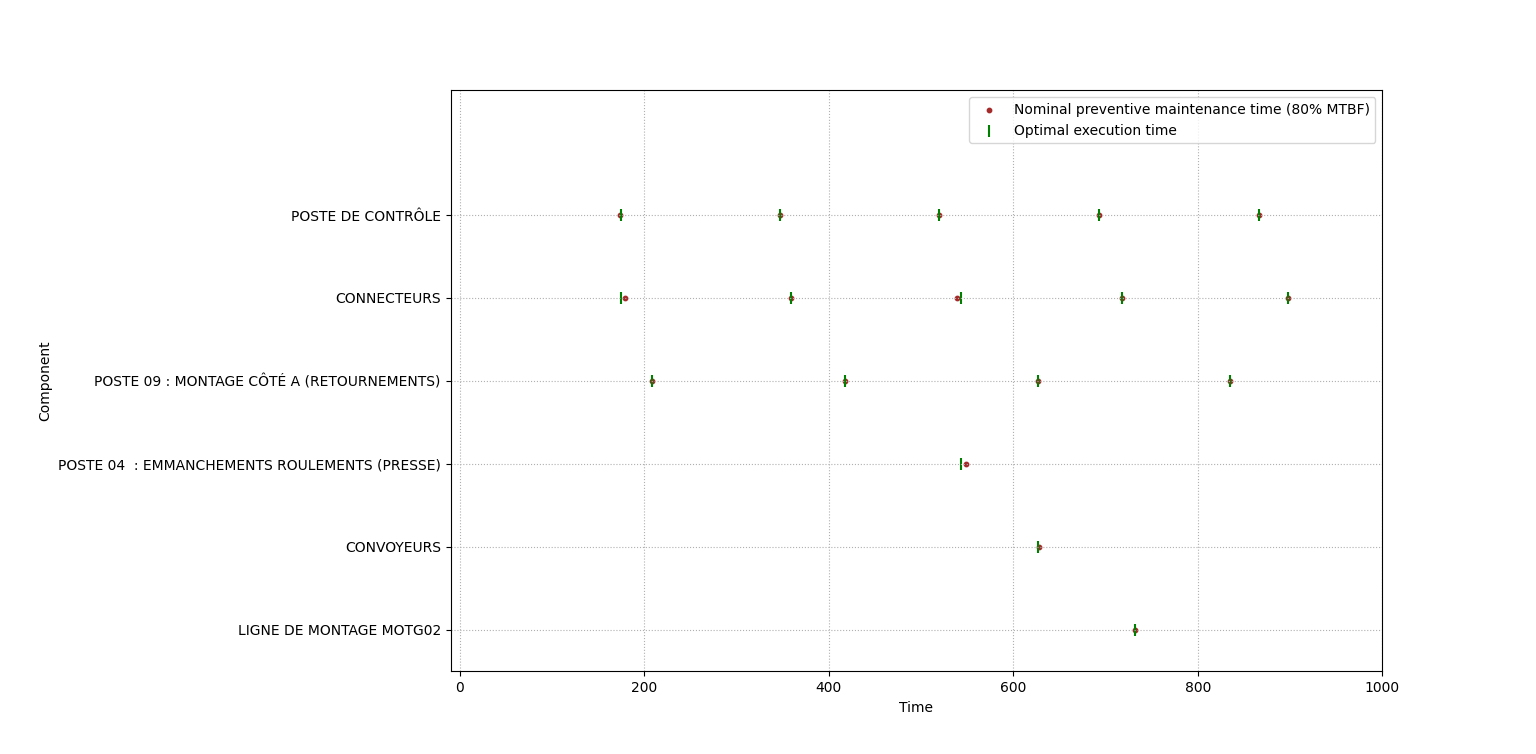 Nominal preventive maintenance time (80% MTBF)
Optimal execution time
POSTE DE CONTRÔLE
CONNECTEURS
POSTE 09 : MONTAGE CÔTÉ A (RETOURNEMENTS)
POSTE 04  : EMMANCHEMENTS ROULEMENTS (PRESSE)
CONVOYEURS
LIGNE DE MONTAGE MOTG02
Component
0 200 400 600 800 1000
Time